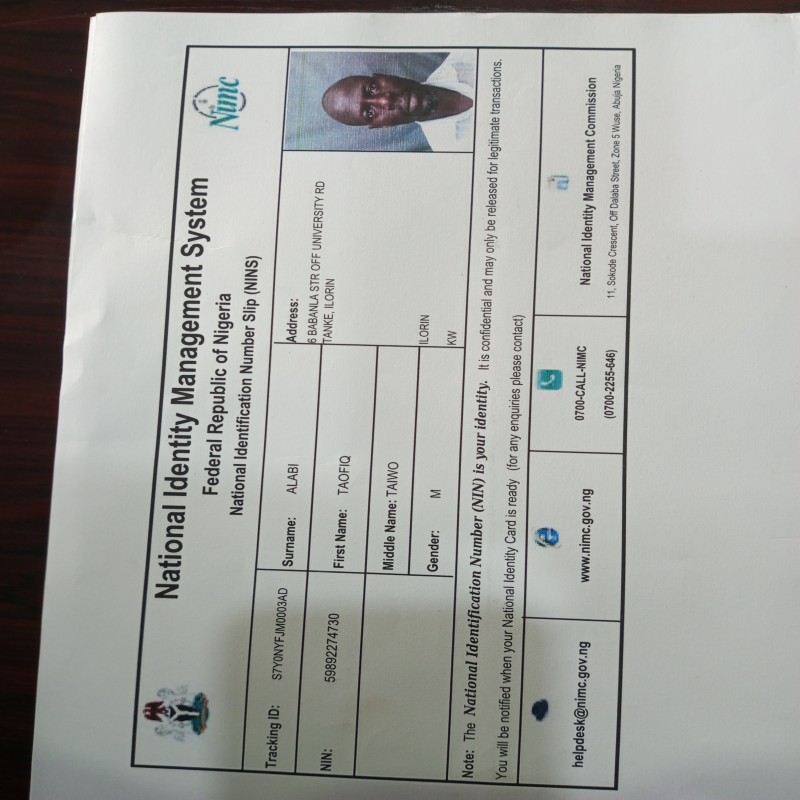 National Identity Management System
Federal Republic of Nigeria
National Identification Number Slip (NINS)
Nimc
Tracking ID: S7Y0NYFJM0003AD
Surname: ALABI
Address:
6 BABANLA STR OFF UNIVERSITY RD
TANKE, ILORIN
NIN: 59892274730
First Name: TAOFIQ
Middle Name: TAIWO
ILORIN
Gender: M
KW
Note: The National Identification Number (NIN) is your identity. It is confidential and may only be released for legitimate transactions.
You will be notified when your National Identity Card is ready (for any enquiries please contact)
helpdesk@nimc.gov.ng
www.nimc.gov.ng
0700-CALL-NIMC
(0700-2255-646)
National Identity Management Commission
11, Sokode Crescent, Off Dalaba Street, Zone 5 Wuse, Abuja Nigeria